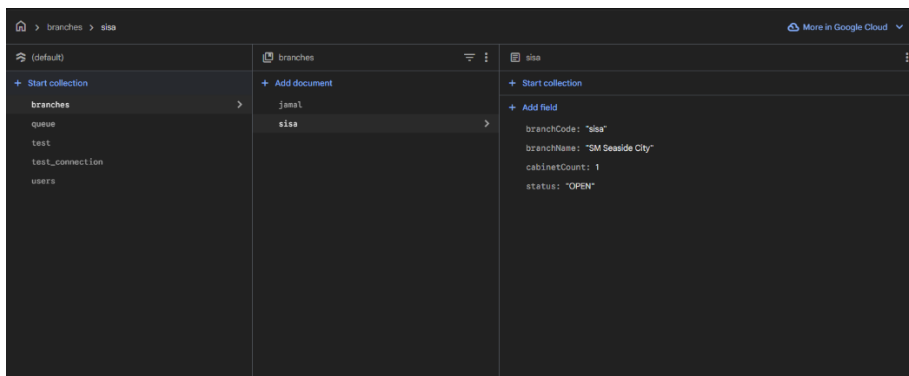 branches > sisa
More in Google Cloud
(default)
branches
sisa
+ Start collection
+ Add document
+ Start collection
branches
queue
test
test_connection
users
jamal
sisa
+ Add field
branchCode: "sisa"
branchName: "SM Seaside City"
cabinetCount: 1
status: "OPEN"